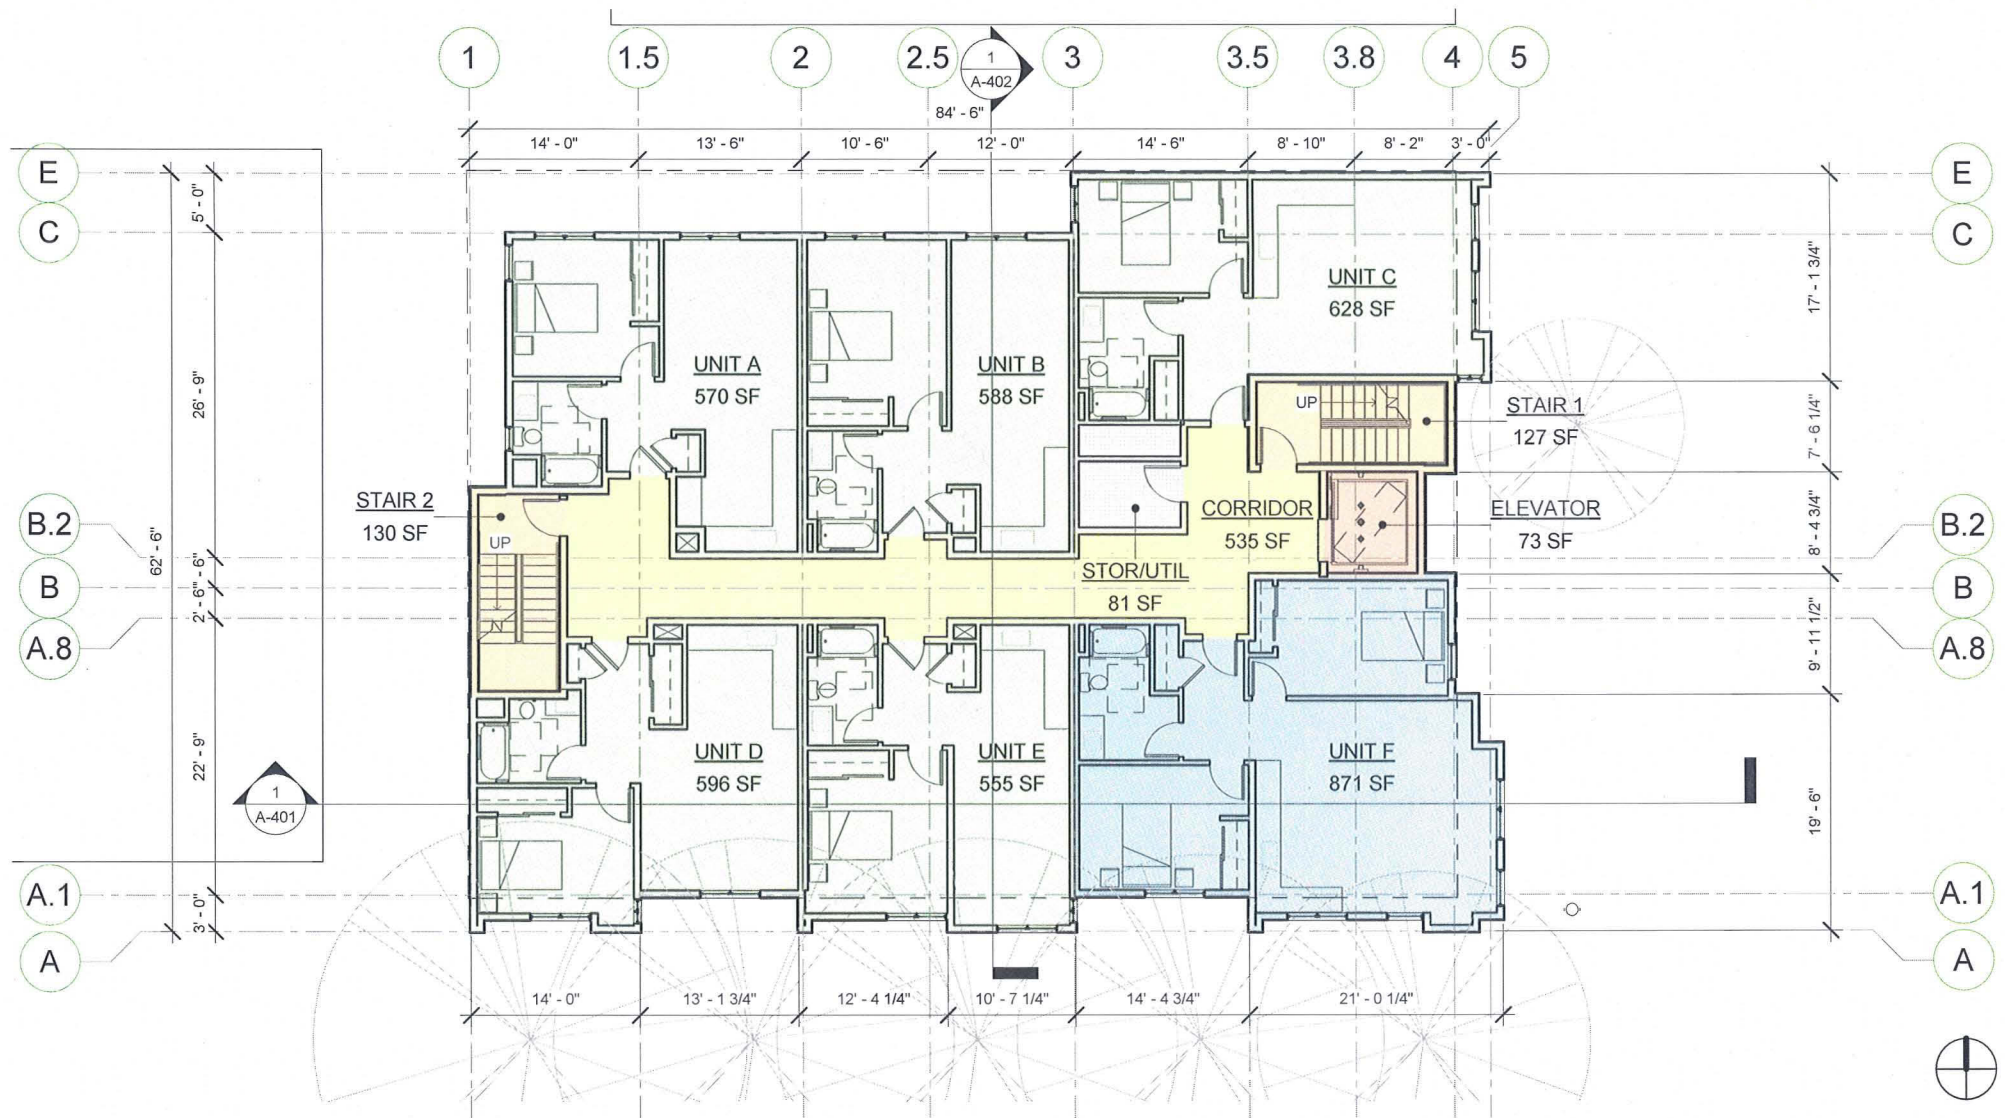 1 1.5 2 2.5 3 3.5 3.8 4 5
1
A-402
84' - 6"
14' - 0" 13' - 6" 10' - 6" 12' - 0" 14' - 6" 8' - 10" 8' - 2" 3' - 0"
E E
5' - 0"
C C
17' - 1 3/4"
UNIT C
628 SF
UNIT A
570 SF
UNIT B
588 SF
26' - 9"
UP
STAIR 1
127 SF
7' - 6 1/4"
STAIR 2
130 SF
UP
CORRIDOR
535 SF
ELEVATOR
73 SF
8' - 4 3/4"
B.2 B.2
62' - 6"
2' - 6"
B B
STOR/UTIL
81 SF
2' - 6"
A.8 A.8
9' - 11 1/2"
22' - 9"
UNIT D
596 SF
UNIT E
555 SF
UNIT F
871 SF
1
A-401
19' - 6"
A.1 A.1
3' - 0"
A A
14' - 0" 13' - 1 3/4" 12' - 4 1/4" 10' - 7 1/4" 14' - 4 3/4" 21' - 0 1/4"